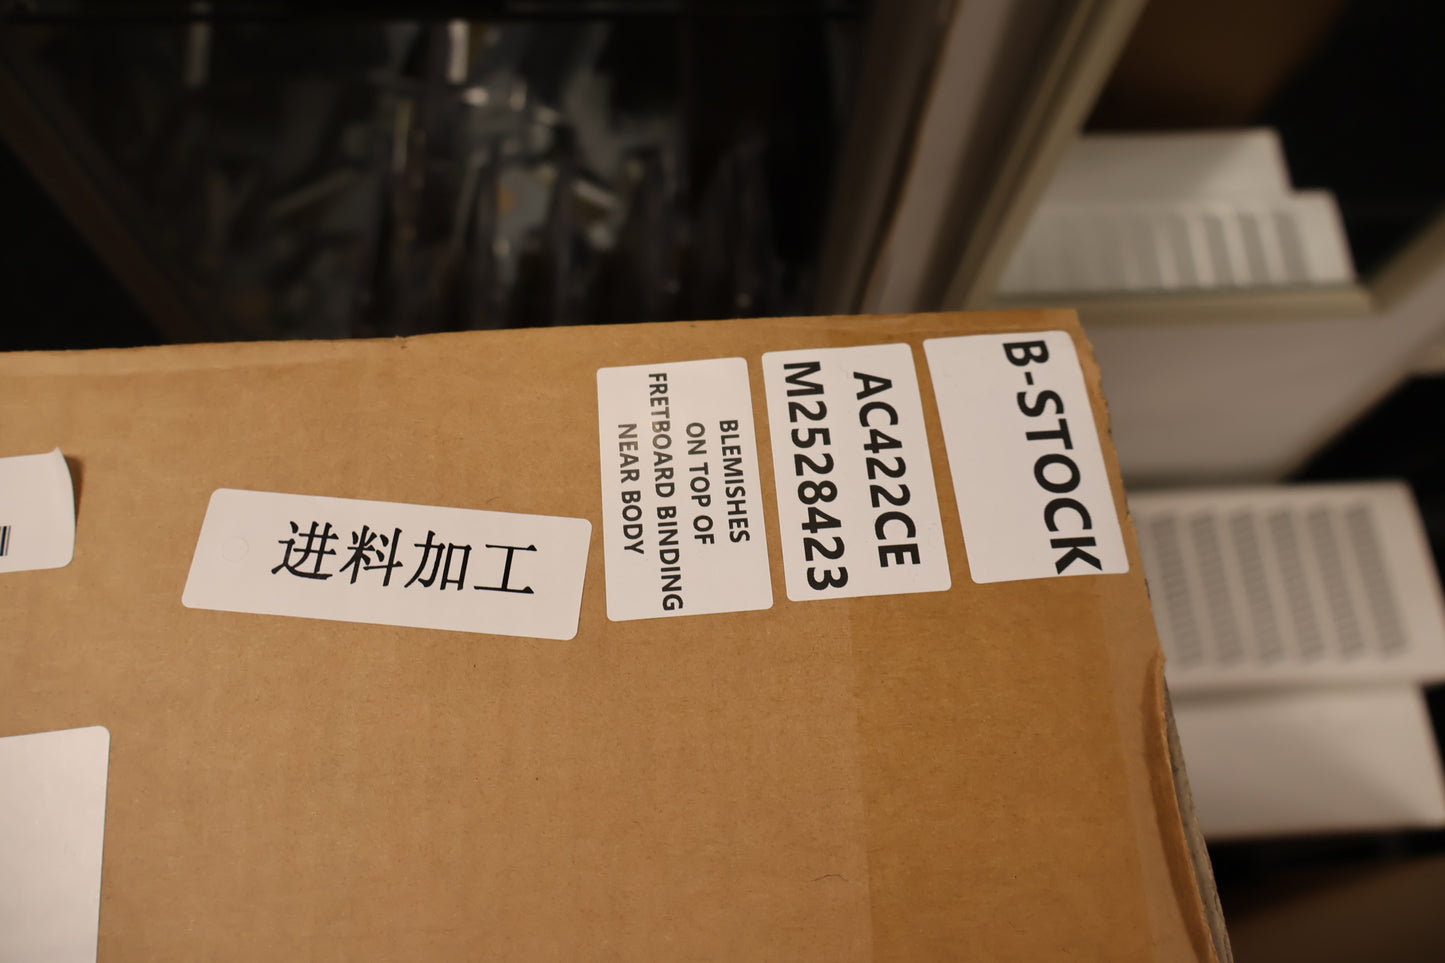 B-STOCK
AC422CE
M2528423
BLEMISHES
ON TOP OF
FRETBOARD BINDING
NEAR BODY
进料加工